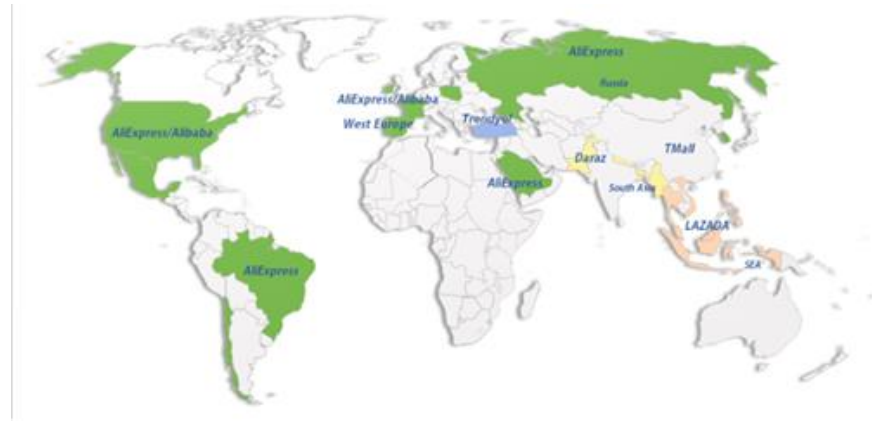 AliExpress
Russia
AliExpress/Alibaba
West Europe
Trendyol
AliExpress/Alibaba
Daraz
TMall
AliExpress
South Asia
LAZADA
SEA
AliExpress